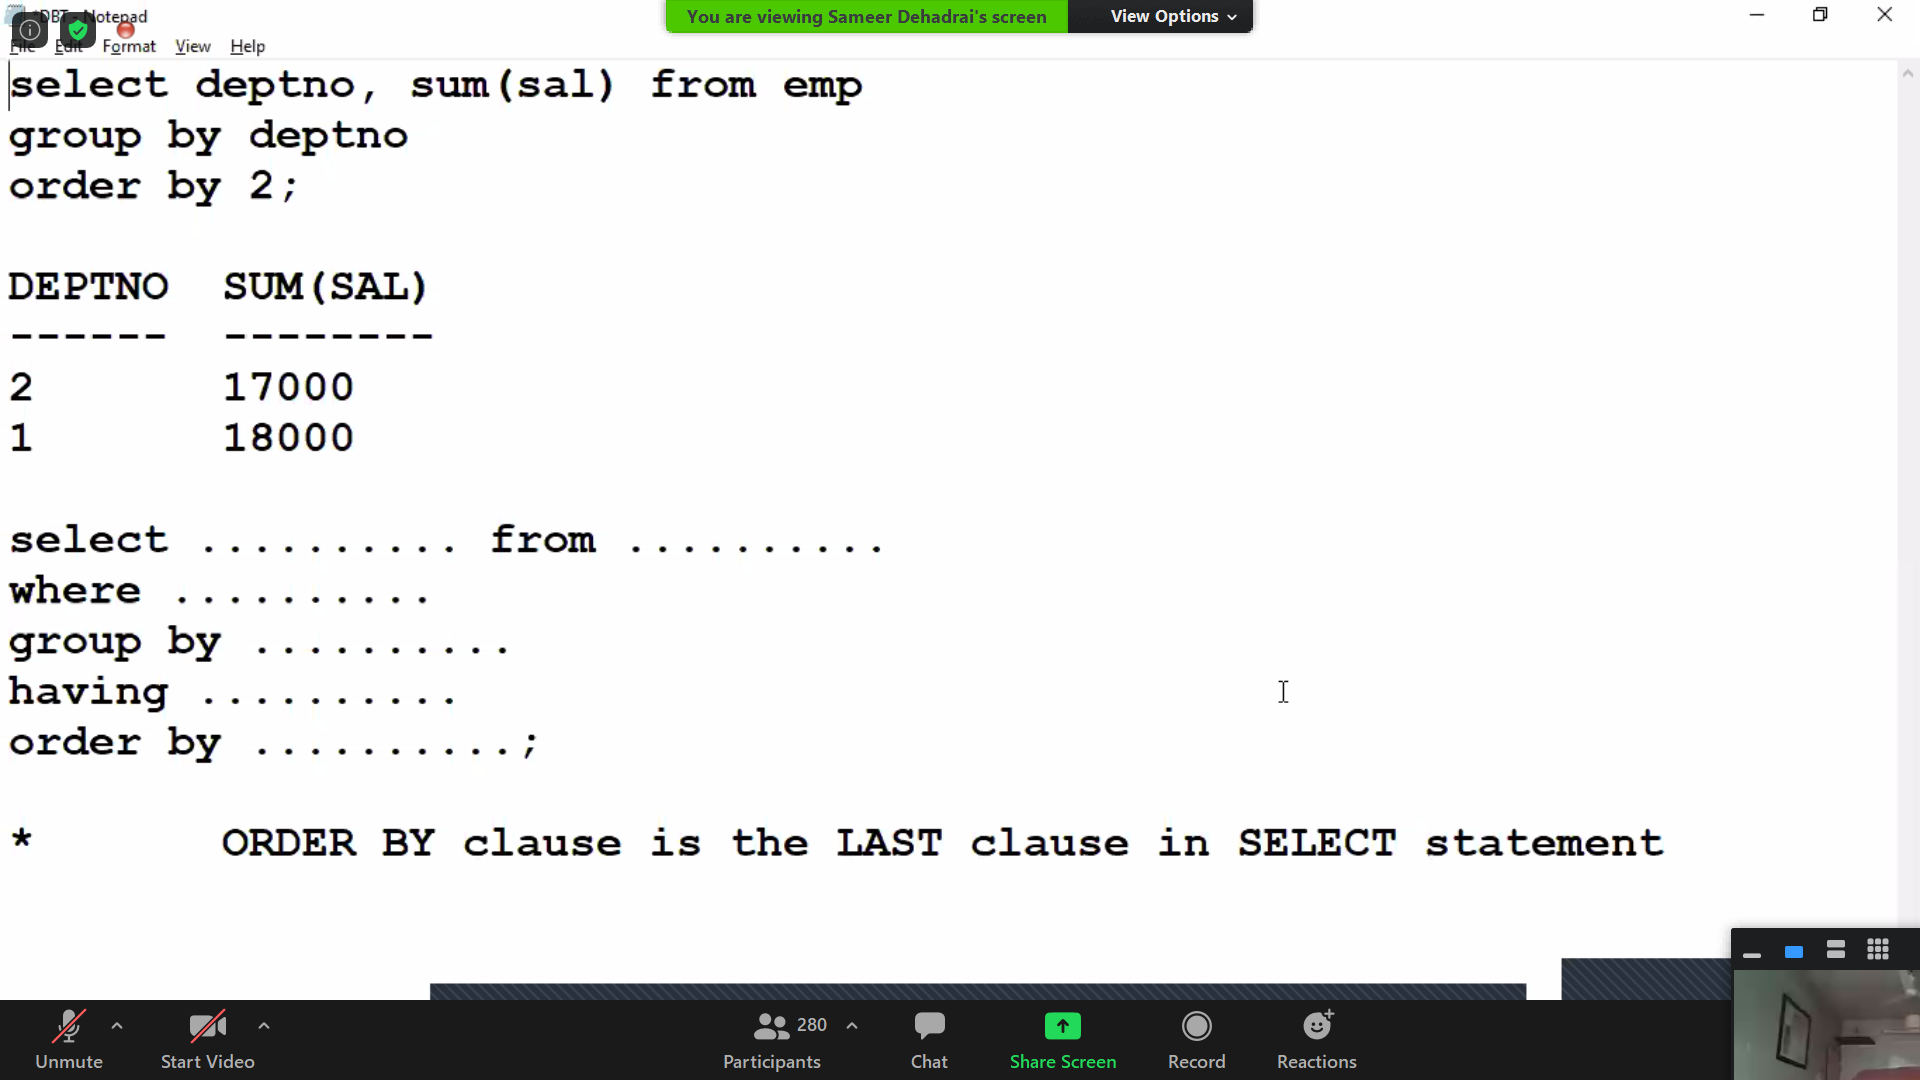 *DBT - Notepad
You are viewing Sameer Dehadrai's screen View Options
File Edit Format View Help
select deptno, sum(sal) from emp
group by deptno
order by 2;
DEPTNO SUM(SAL)
------ --------
2 17000
1 18000
select .......... from ..........
where ..........
group by ..........
having ..........
order by ..........;
* ORDER BY clause is the LAST clause in SELECT statement
280
Unmute Start Video Participants Chat Share Screen Record Reactions